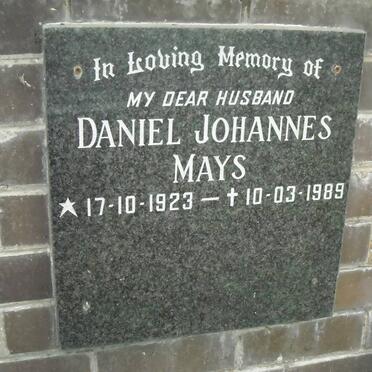 In Loving Memory of
MY DEAR HUSBAND
DANIEL JOHANNES
MAYS
★ 17-10-1923 — ✝ 10-03-1989